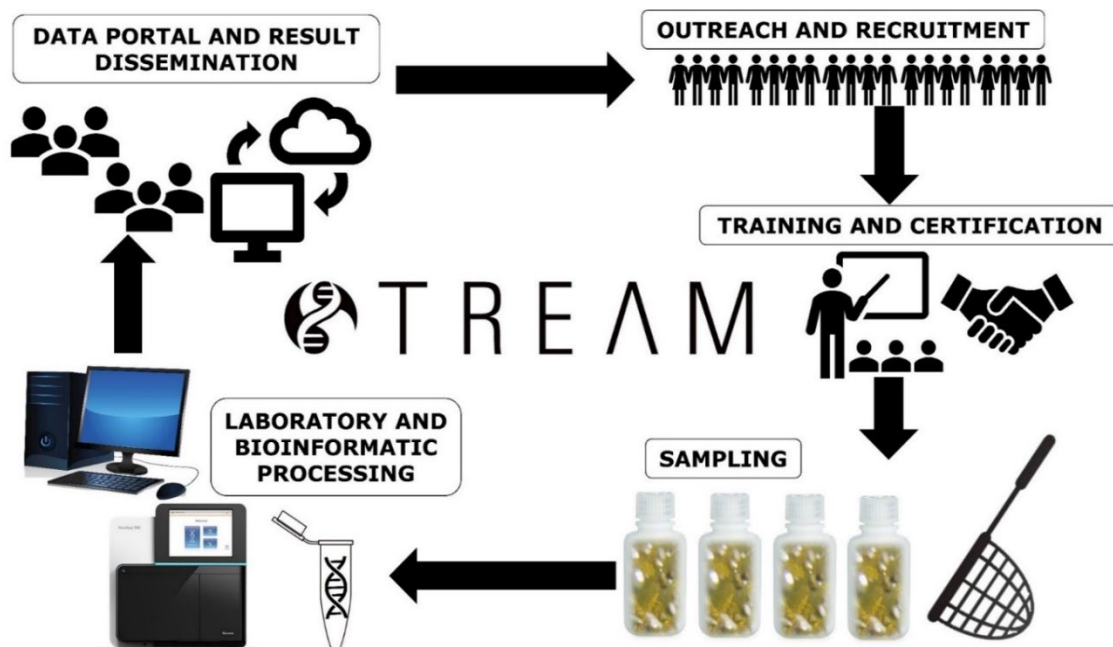 DATA PORTAL AND RESULT
DISSEMINATION
OUTREACH AND RECRUITMENT
TRAINING AND CERTIFICATION
TREAM
LABORATORY AND
BIOINFORMATIC
PROCESSING
SAMPLING